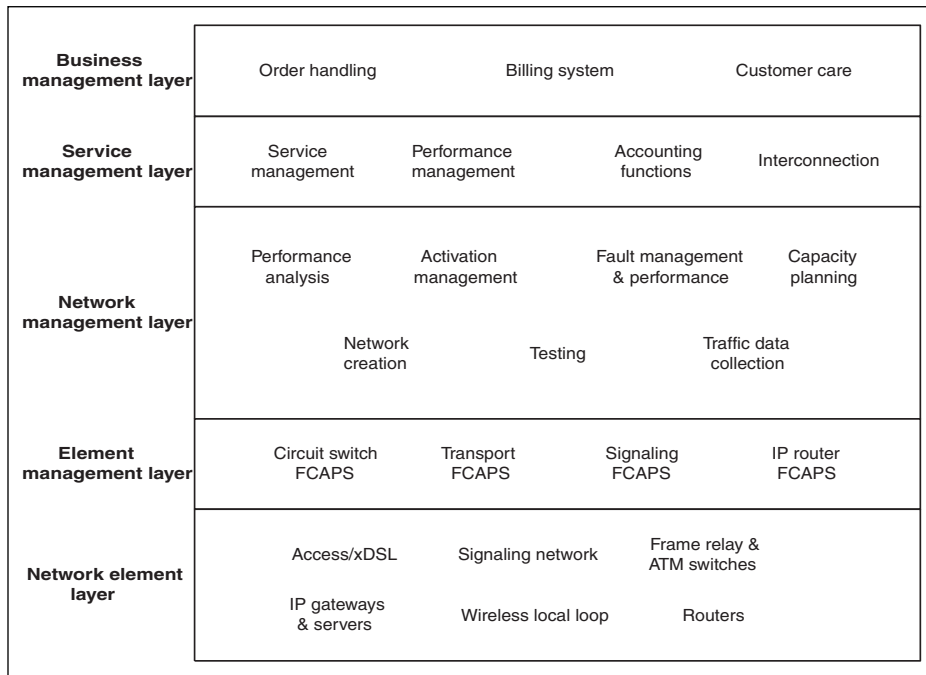 Business
management layer
Order handling
Billing system
Customer care
Service
management layer
Service
management
Performance
management
Accounting
functions
Interconnection
Network
management layer
Performance
analysis
Activation
management
Fault management
& performance
Capacity
planning
Network
creation
Testing
Traffic data
collection
Element
management layer
Circuit switch
FCAPS
Transport
FCAPS
Signaling
FCAPS
IP router
FCAPS
Network element
layer
Access/xDSL
Signaling network
Frame relay &
ATM switches
IP gateways
& servers
Wireless local loop
Routers